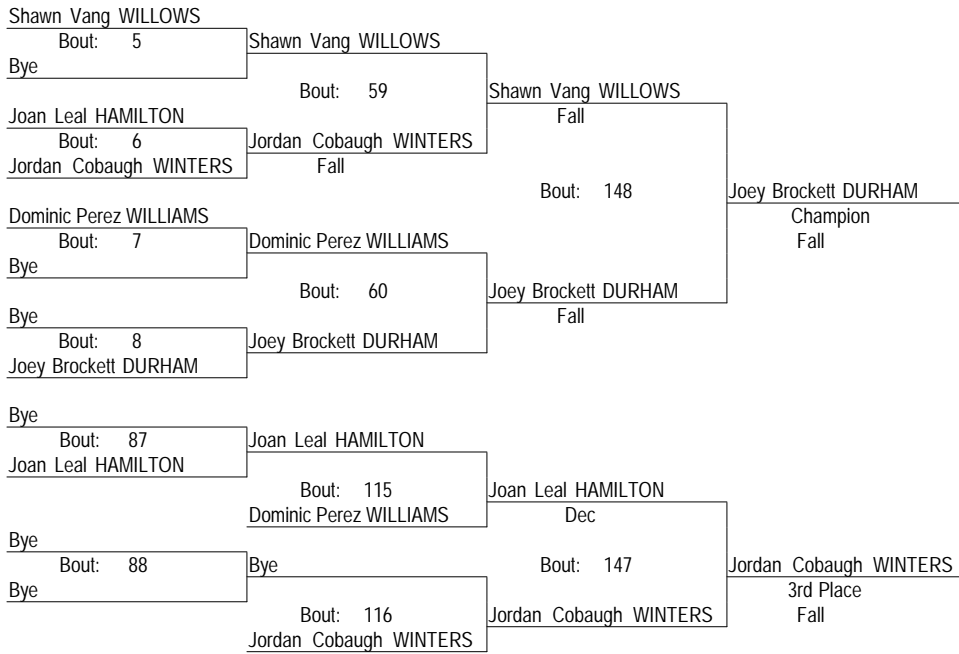 Shawn Vang WILLOWS
Bout: 5 Shawn Vang WILLOWS
Bye
Bout: 59 Shawn Vang WILLOWS
Joan Leal HAMILTON Fall
Bout: 6 Jordan Cobaugh WINTERS
Jordan Cobaugh WINTERS Fall
Bout: 148 Joey Brockett DURHAM
Dominic Perez WILLIAMS Champion
Bout: 7 Dominic Perez WILLIAMS Fall
Bye
Bout: 60 Joey Brockett DURHAM
Bye Fall
Bout: 8 Joey Brockett DURHAM
Joey Brockett DURHAM
Bye
Bout: 87 Joan Leal HAMILTON
Joan Leal HAMILTON
Bout: 115 Joan Leal HAMILTON
Dominic Perez WILLIAMS Dec
Bye
Bout: 88 Bye Bout: 147 Jordan Cobaugh WINTERS
Bye 3rd Place
Bout: 116 Jordan Cobaugh WINTERS Fall
Jordan Cobaugh WINTERS